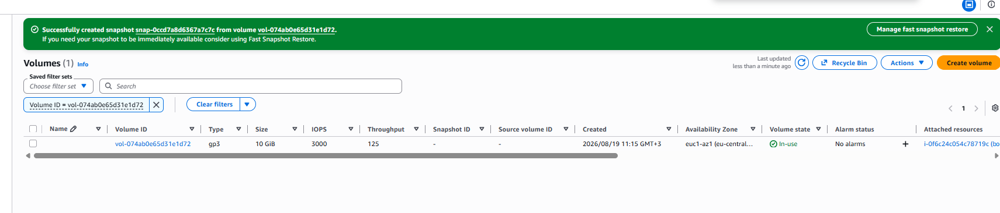 Successfully created snapshot snap-0ccd7a8d6367a7c7c from volume vol-074ab0e65d31e1d72.
If you need your snapshot to be immediately available consider using Fast Snapshot Restore.
Manage fast snapshot restore
Volumes (1) Info
Last updated
less than a minute ago
Recycle Bin
Actions
Create volume
Saved filter sets
Choose filter set
Search
Volume ID = vol-074ab0e65d31e1d72
Clear filters
1
Name Volume ID Type Size IOPS Throughput Snapshot ID Source volume ID Created Availability Zone Volume state Alarm status Attached resources
vol-074ab0e65d31e1d72 gp3 10 GiB 3000 125 - - 2026/08/19 11:15 GMT+3 euc1-az1 (eu-central... In-use No alarms i-0f6c24c054c78719c (bo